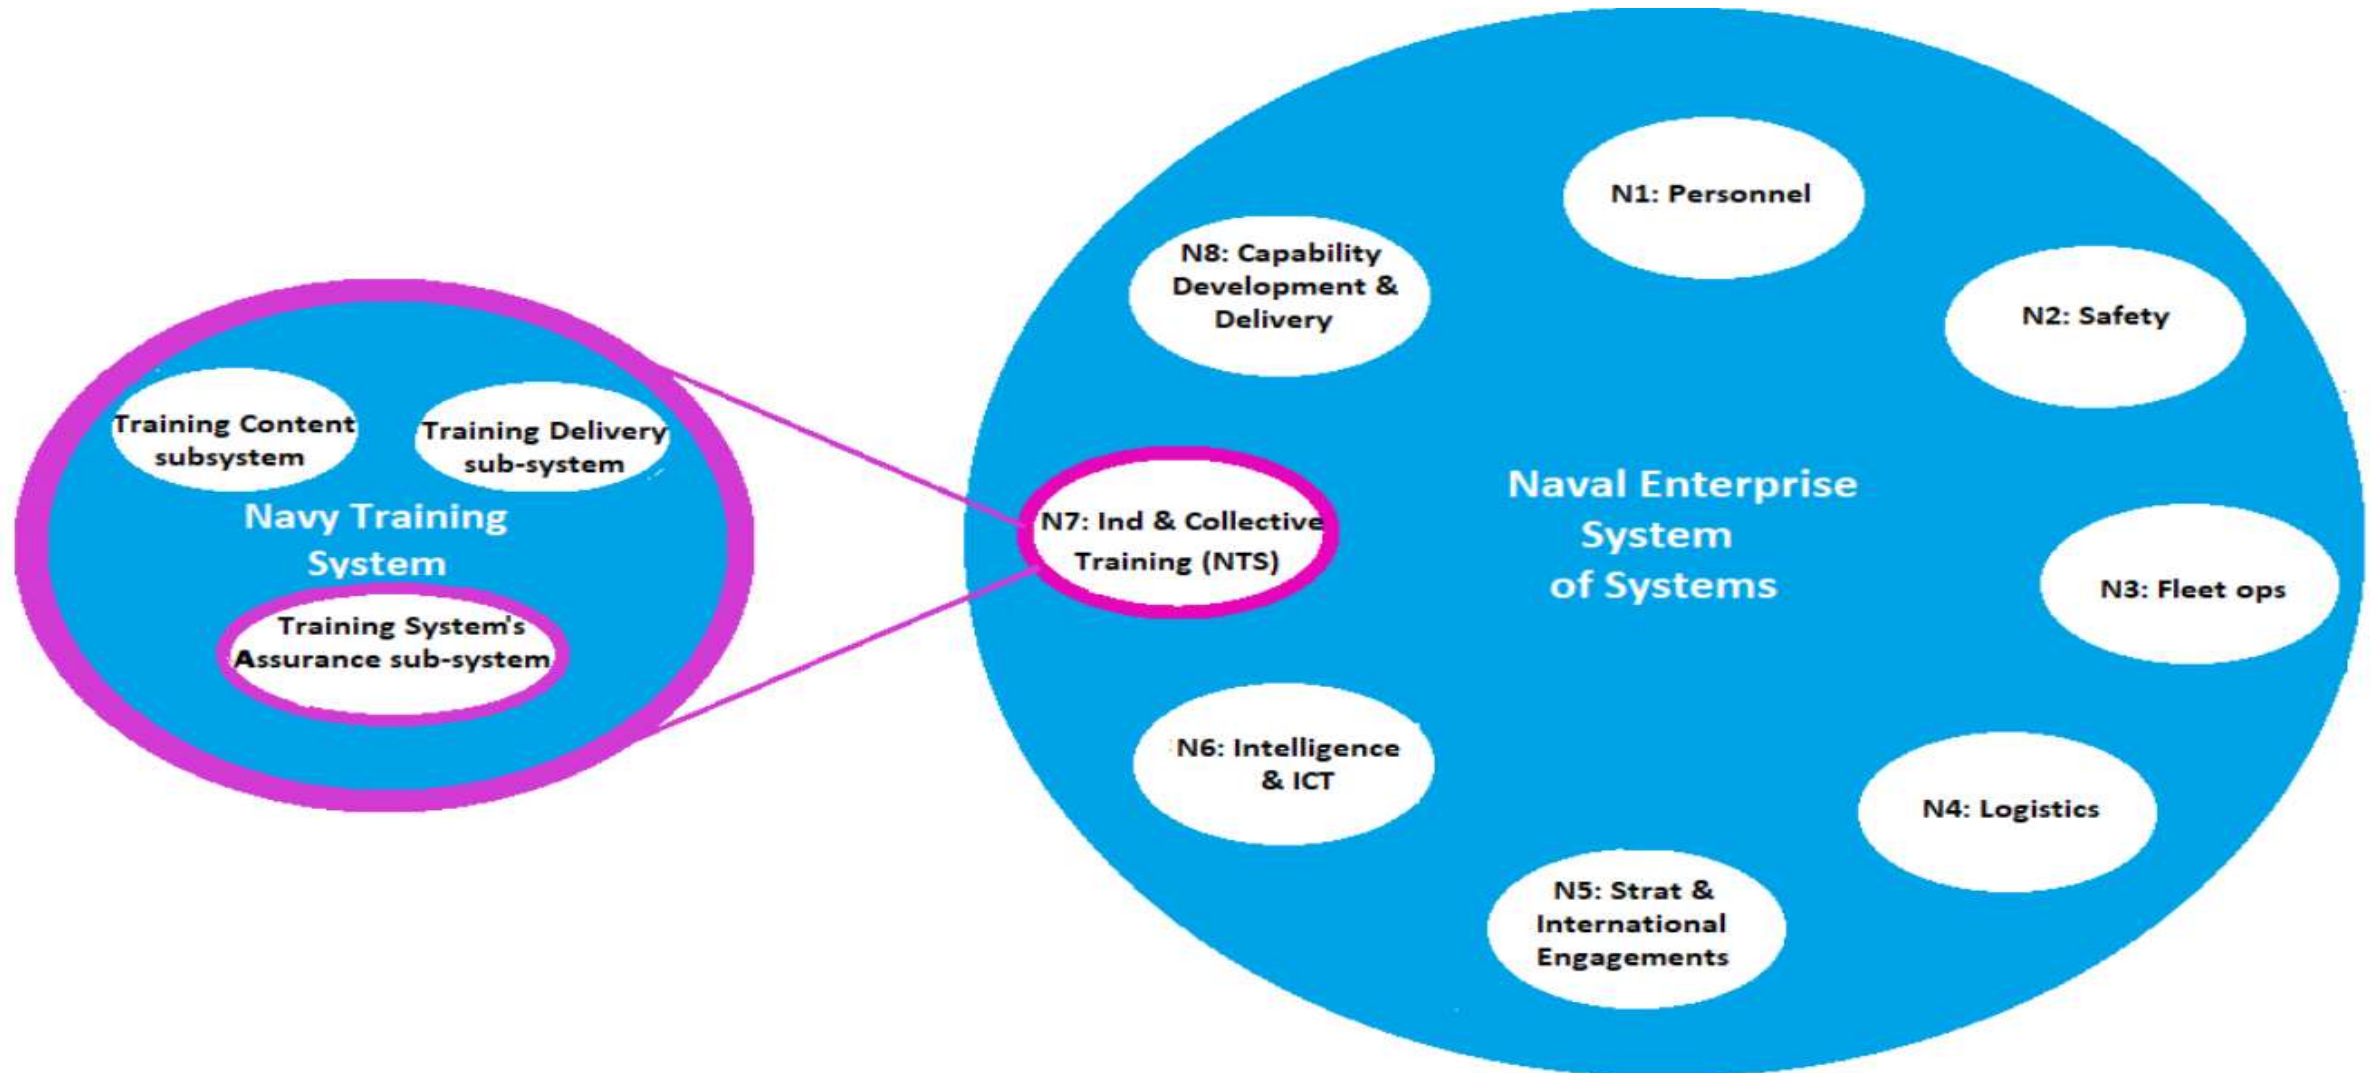 Training Content
subsystem
Training Delivery
sub-system
Navy Training
System
Training System's
Assurance sub-system
N1: Personnel
N2: Safety
N3: Fleet ops
N4: Logistics
N5: Strat &
International
Engagements
N6: Intelligence
& ICT
N7: Ind & Collective
Training (NTS)
N8: Capability
Development &
Delivery
Naval Enterprise
System
of Systems